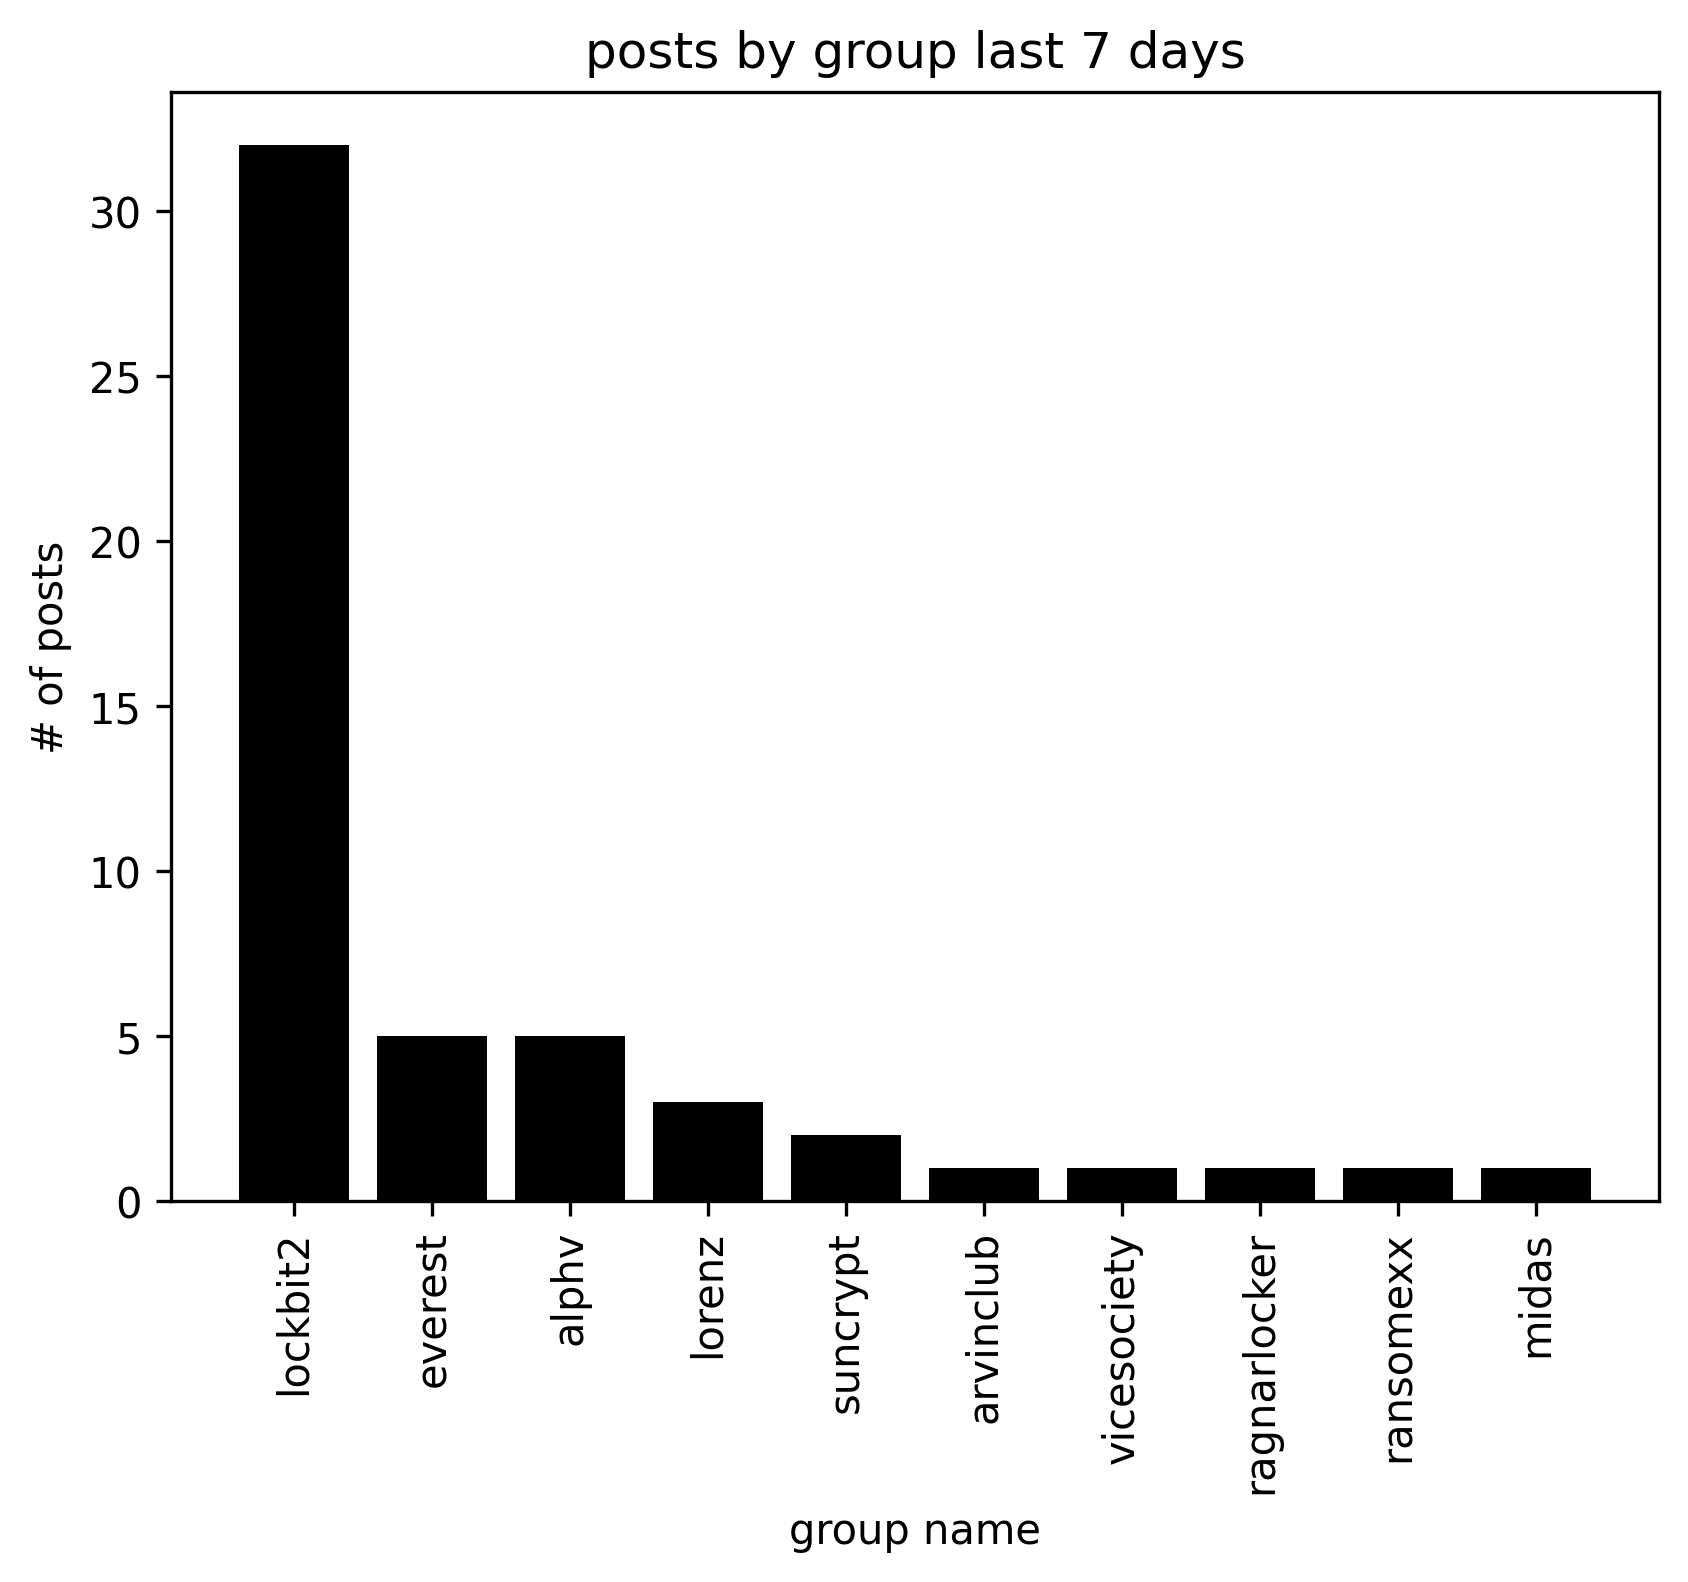 posts by group last 7 days
# of posts
30
25
20
15
10
5
0
lockbit2
everest
alphv
lorenz
suncrypt
arvinclub
vicesociety
ragnarlocker
ransomexx
midas
group name